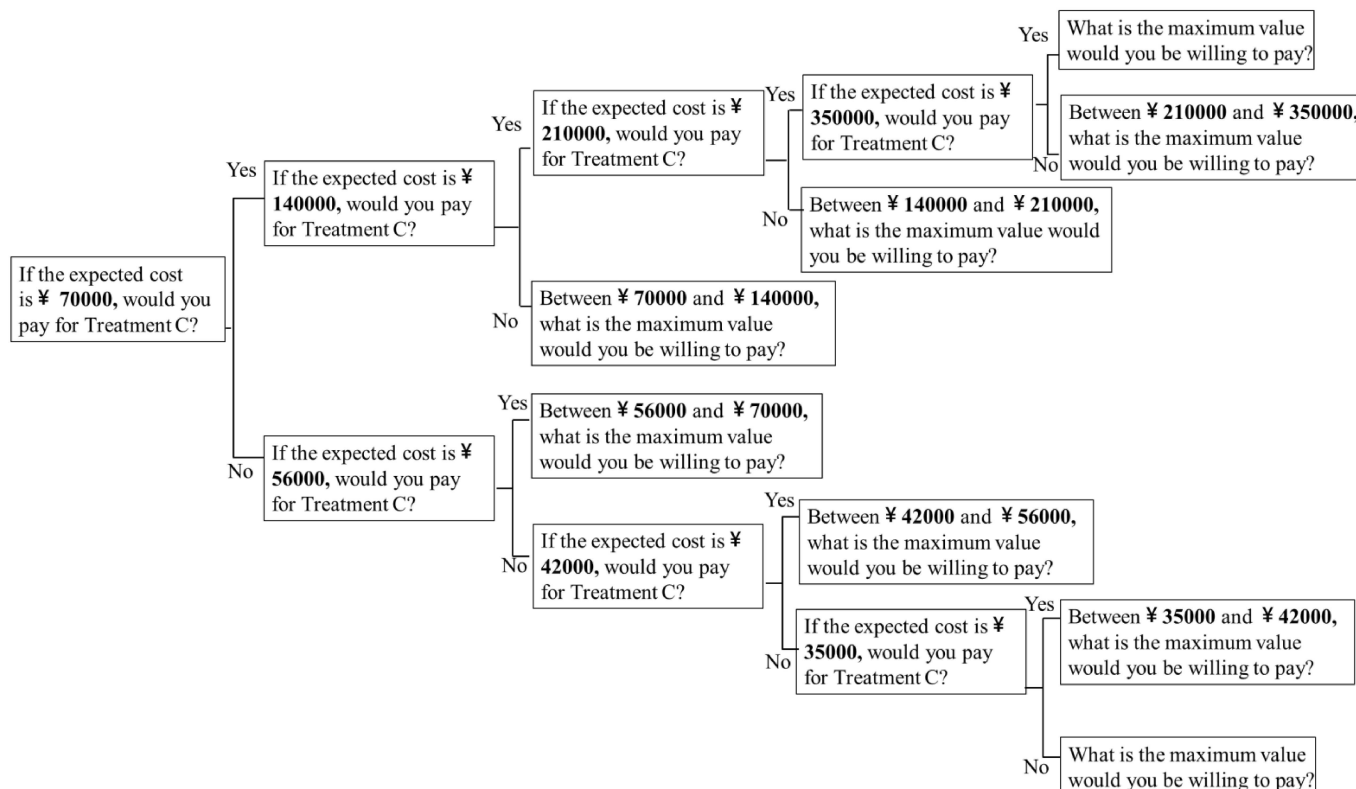 If the expected cost
is ¥ 70000, would you
pay for Treatment C?
Yes
If the expected cost is ¥
140000, would you pay
for Treatment C?
Yes
If the expected cost is ¥
210000, would you pay
for Treatment C?
Yes
If the expected cost is ¥
350000, would you pay
for Treatment C?
Yes
What is the maximum value
would you be willing to pay?
No
Between ¥ 210000 and ¥ 350000,
what is the maximum value
would you be willing to pay?
No
Between ¥ 140000 and ¥ 210000,
what is the maximum value would
you be willing to pay?
No
Between ¥ 70000 and ¥ 140000,
what is the maximum value
would you be willing to pay?
No
If the expected cost is ¥
56000, would you pay
for Treatment C?
Yes
Between ¥ 56000 and ¥ 70000,
what is the maximum value
would you be willing to pay?
No
If the expected cost is ¥
42000, would you pay
for Treatment C?
Yes
Between ¥ 42000 and ¥ 56000,
what is the maximum value
would you be willing to pay?
No
If the expected cost is ¥
35000, would you pay
for Treatment C?
Yes
Between ¥ 35000 and ¥ 42000,
what is the maximum value
would you be willing to pay?
No
What is the maximum value
would you be willing to pay?